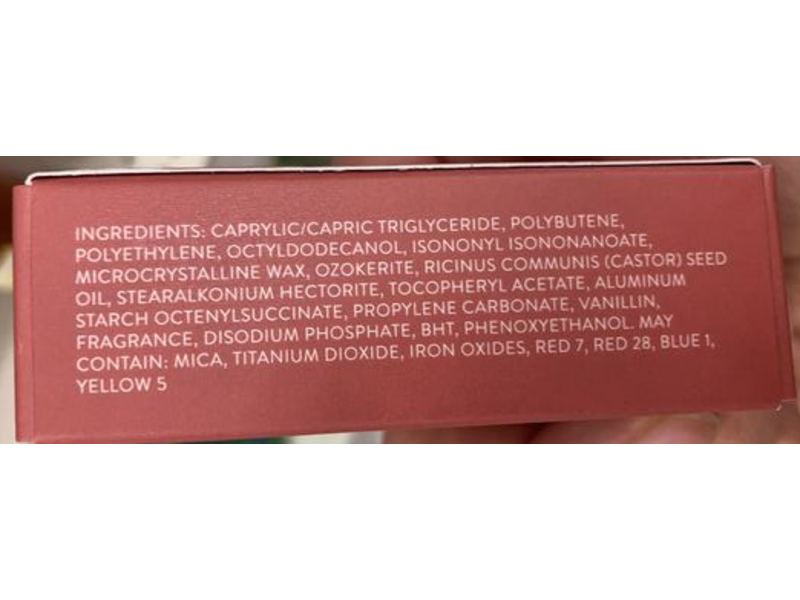 INGREDIENTS: CAPRYLIC/CAPRIC TRIGLYCERIDE, POLYBUTENE,
POLYETHYLENE, OCTYLDODECANOL, ISONONYL ISONONANOATE,
MICROCRYSTALLINE WAX, OZOKERITE, RICINUS COMMUNIS (CASTOR) SEED
OIL, STEARALKONIUM HECTORITE, TOCOPHERYL ACETATE, ALUMINUM
STARCH OCTENYLSUCCINATE, PROPYLENE CARBONATE, VANILLIN,
FRAGRANCE, DISODIUM PHOSPHATE, BHT, PHENOXYETHANOL. MAY
CONTAIN: MICA, TITANIUM DIOXIDE, IRON OXIDES, RED 7, RED 28, BLUE 1,
YELLOW 5